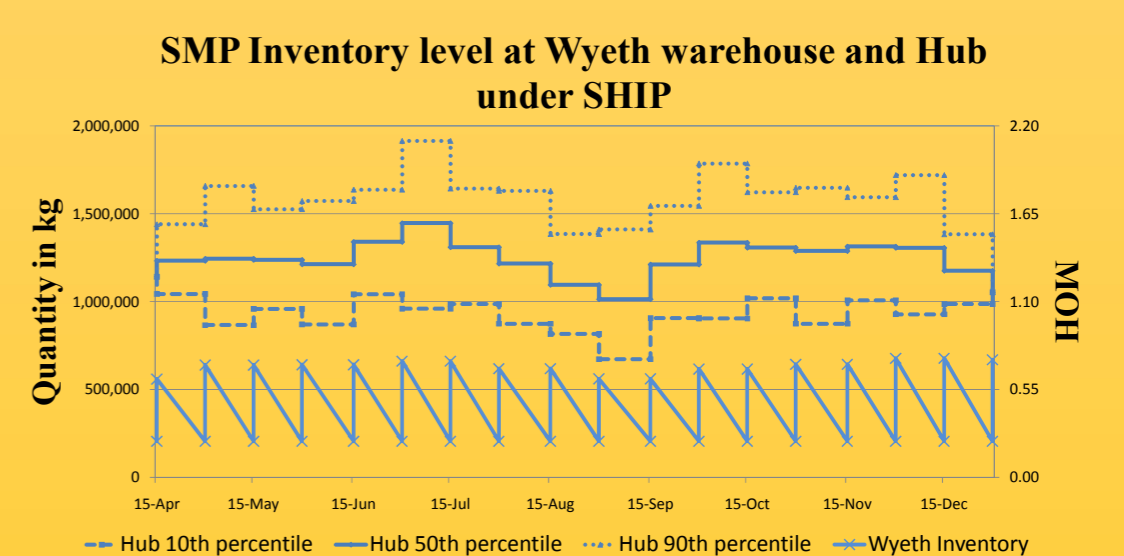 SMP Inventory level at Wyeth warehouse and Hub
under SHIP
Quantity in kg
2,000,000
1,500,000
1,000,000
500,000
0
2.20
1.65
1.10
0.55
0.00
MOH
15-Apr 15-May 15-Jun 15-Jul 15-Aug 15-Sep 15-Oct 15-Nov 15-Dec
Hub 10th percentile Hub 50th percentile Hub 90th percentile Wyeth Inventory